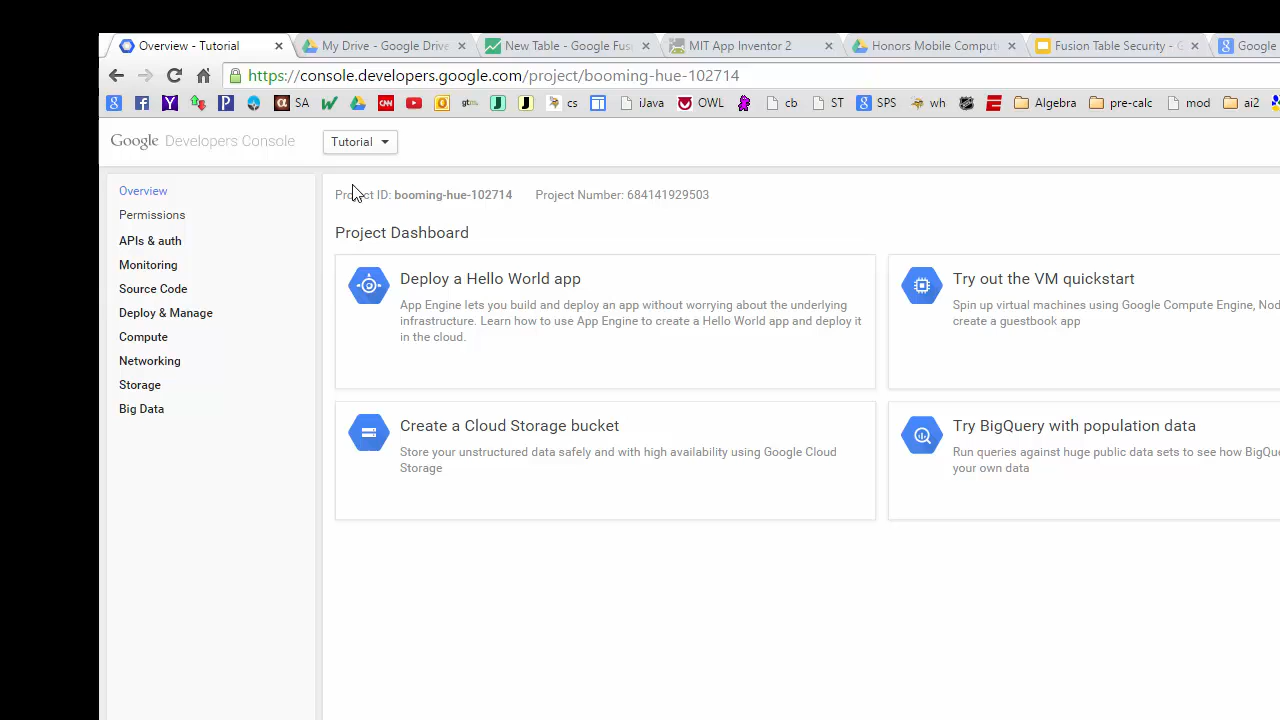 Overview - Tutorial
My Drive - Google Drive
New Table - Google Fus
MIT App Inventor 2
Honors Mobile Comput
Fusion Table Security - G
Google
https://console.developers.google.com/project/booming-hue-102714
SA
CNN
gtm
cs
iJava
OWL
cb
ST
SPS
wh
Algebra
pre-calc
mod
ai2
Google Developers Console
Tutorial
Overview
Permissions
APIs & auth
Monitoring
Source Code
Deploy & Manage
Compute
Networking
Storage
Big Data
Project ID: booming-hue-102714 Project Number: 684141929503
Project Dashboard
Deploy a Hello World app
App Engine lets you build and deploy an app without worrying about the underlying
infrastructure. Learn how to use App Engine to create a Hello World app and deploy it
in the cloud.
Try out the VM quickstart
Spin up virtual machines using Google Compute Engine, Nod
create a guestbook app
Create a Cloud Storage bucket
Store your unstructured data safely and with high availability using Google Cloud
Storage
Try BigQuery with population data
Run queries against huge public data sets to see how BigQue
your own data